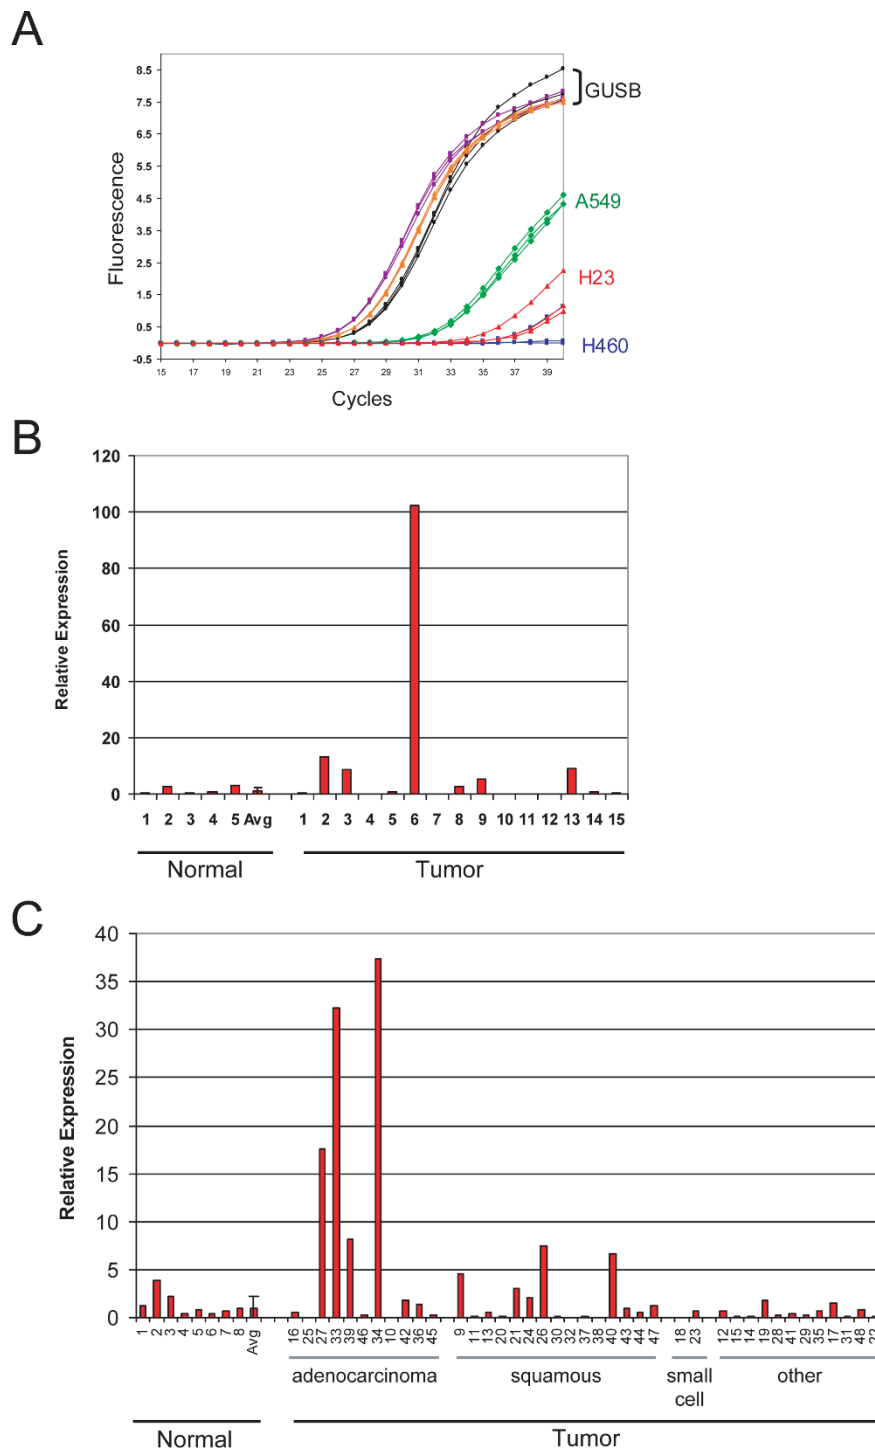 A
8.5
7.5
6.5
5.5
4.5
3.5
2.5
1.5
0.5
-0.5
Fluorescence
GUSB
A549
H23
H460
15 17 19 21 23 25 27 29 31 33 35 37 39
Cycles
B
120
100
80
60
40
20
0
Relative Expression
1 2 3 4 5 Avg 1 2 3 4 5 6 7 8 9 10 11 12 13 14 15
Normal Tumor
C
40
35
30
25
20
15
10
5
0
Relative Expression
1 2 3 4 5 6 7 8 Avg 16 25 27 33 39 46 34 10 42 36 45 9 11 13 20 21 24 26 30 32 37 38 40 43 44 47 18 23 12 15 14 19 28 41 29 35 17 31 48 22
adenocarcinoma squamous small cell other
Normal Tumor